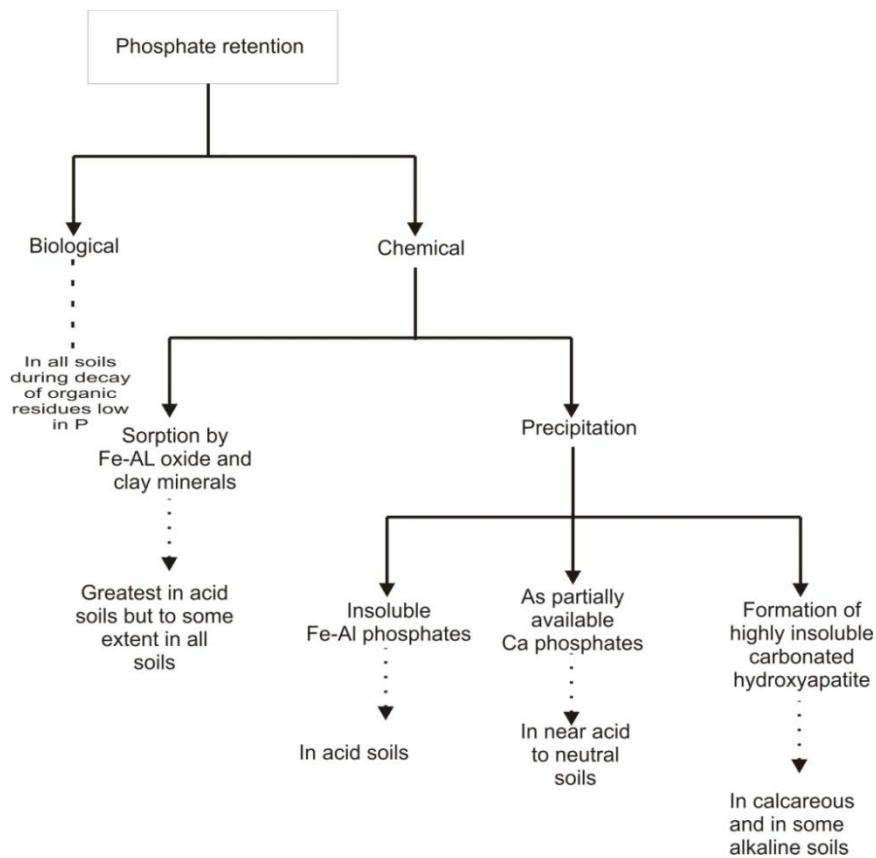 Phosphate retention
Biological
Chemical
In all soils
during decay
of organic
residues low
in P
Sorption by
Fe-AL oxide and
clay minerals
Precipitation
Greatest in acid
soils but to some
extent in all
soils
Insoluble
Fe-Al phosphates
As partially
available
Ca phosphates
Formation of
highly insoluble
carbonated
hydroxyapatite
In acid soils
In near acid
to neutral
soils
In calcareous
and in some
alkaline soils